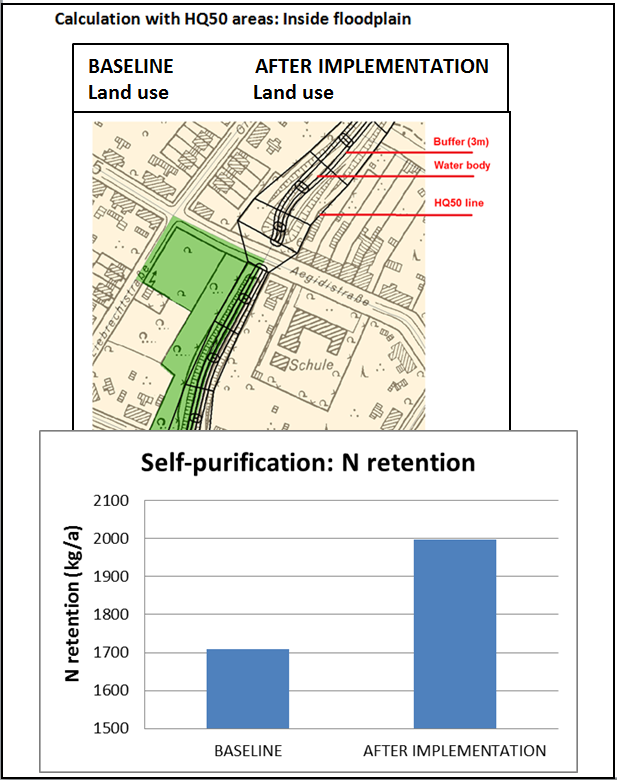 Calculation with HQ50 areas: Inside floodplain
BASELINE AFTER IMPLEMENTATION
Land use Land use
Buffer (3m)
Water body
HQ50 line
Aegidistraße
ebrechtstraße
Schule
Self-purification: N retention
N retention (kg/a)
2100
2000
1900
1800
1700
1600
1500
BASELINE AFTER IMPLEMENTATION